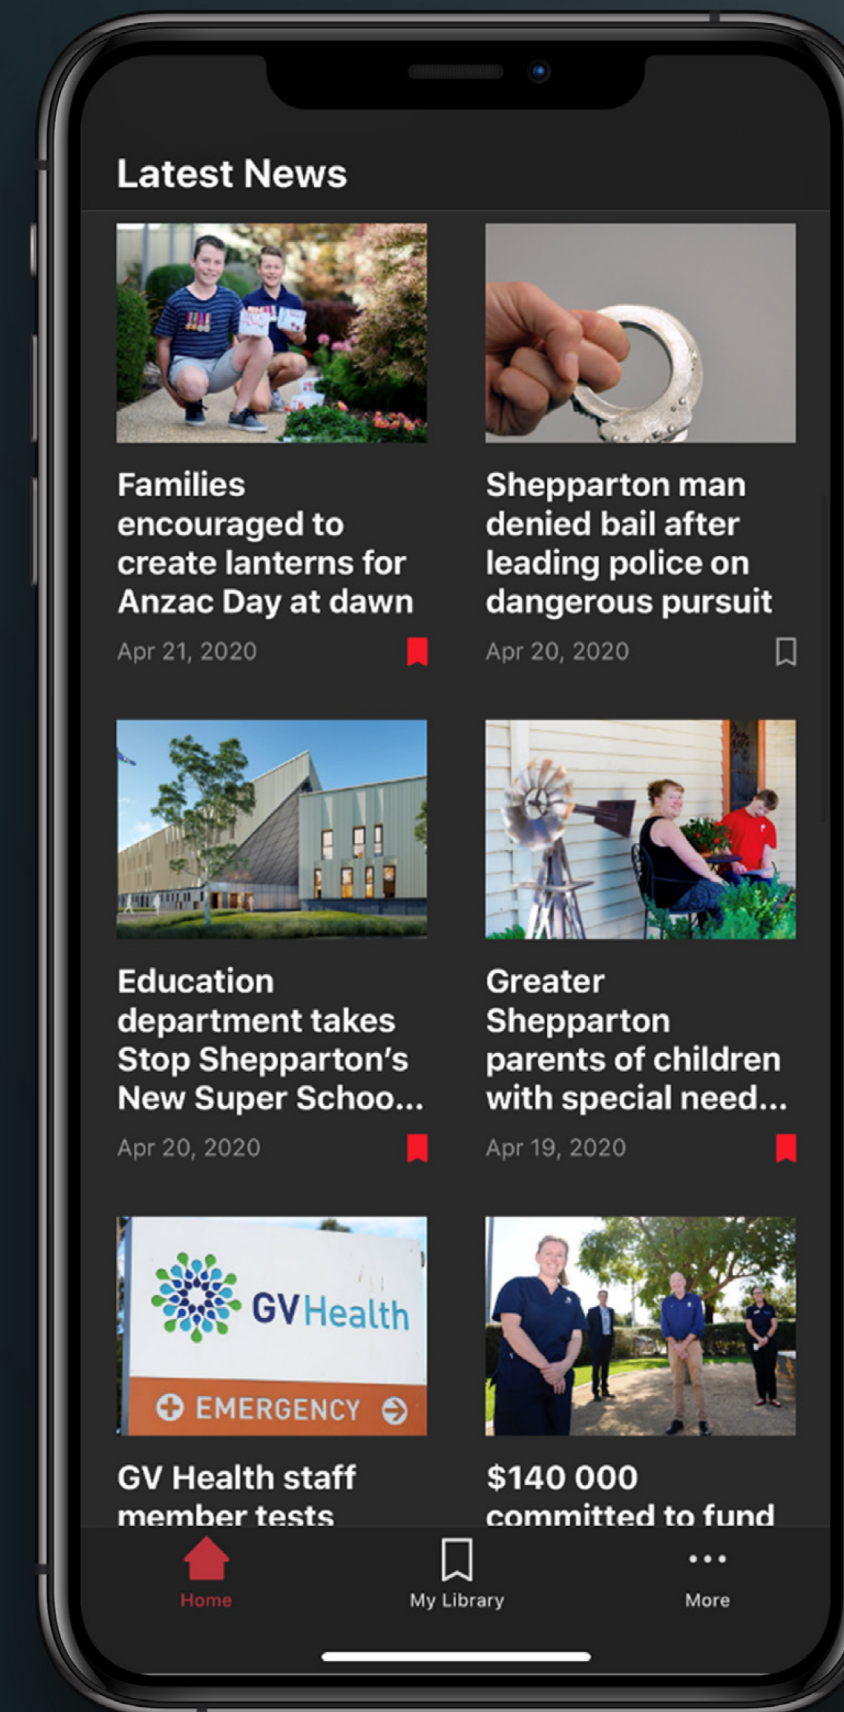 Latest News
Families
encouraged to
create lanterns for
Anzac Day at dawn
Apr 21, 2020
Shepparton man
denied bail after
leading police on
dangerous pursuit
Apr 20, 2020
Education
department takes
Stop Shepparton’s
New Super Schoo...
Apr 20, 2020
Greater
Shepparton
parents of children
with special need...
Apr 19, 2020
GVHealth
EMERGENCY
GV Health staff
member tests
$140 000
committed to fund
Home
My Library
More